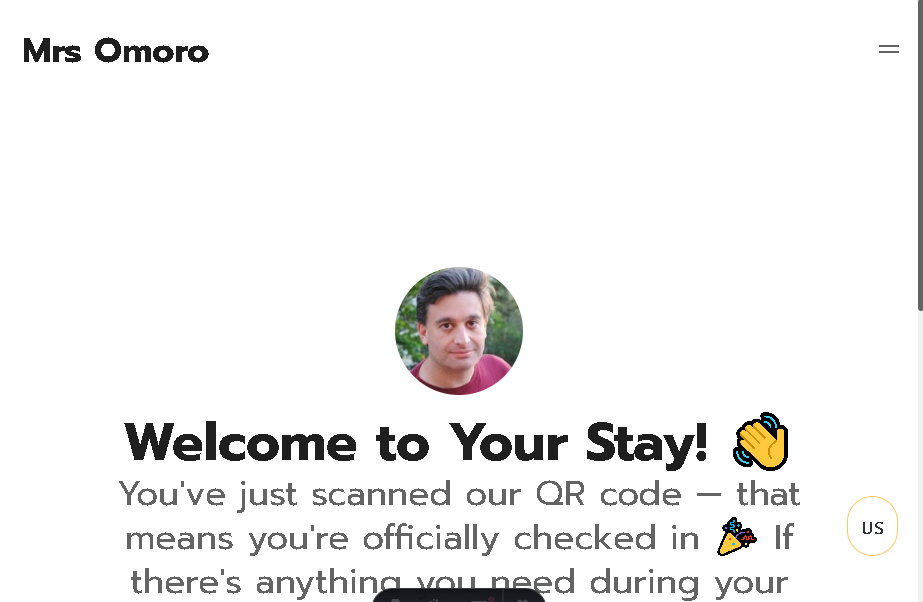 Mrs Omoro
Welcome to Your Stay! 👋
You've just scanned our QR code — that
means you're officially checked in 🎉 If
there's anything you need during your
US